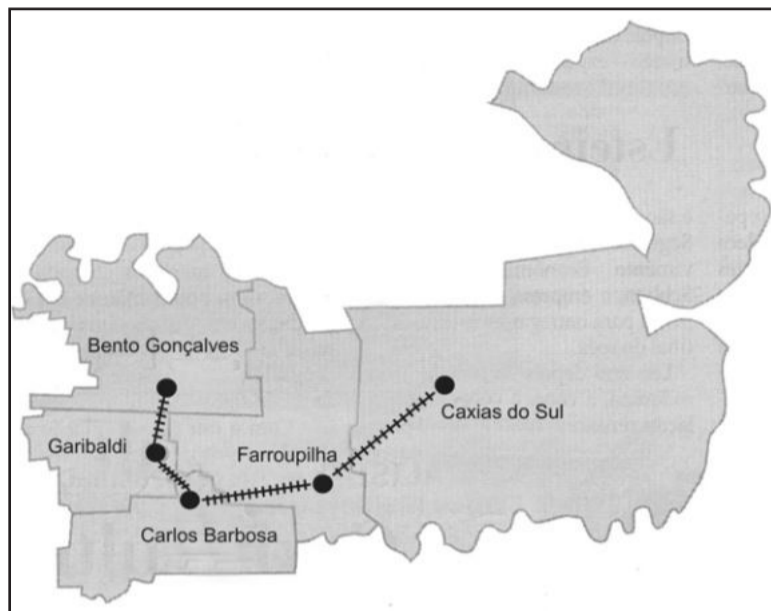 Bento Gonçalves
Caxias do Sul
Garibaldi
Farroupilha
Carlos Barbosa